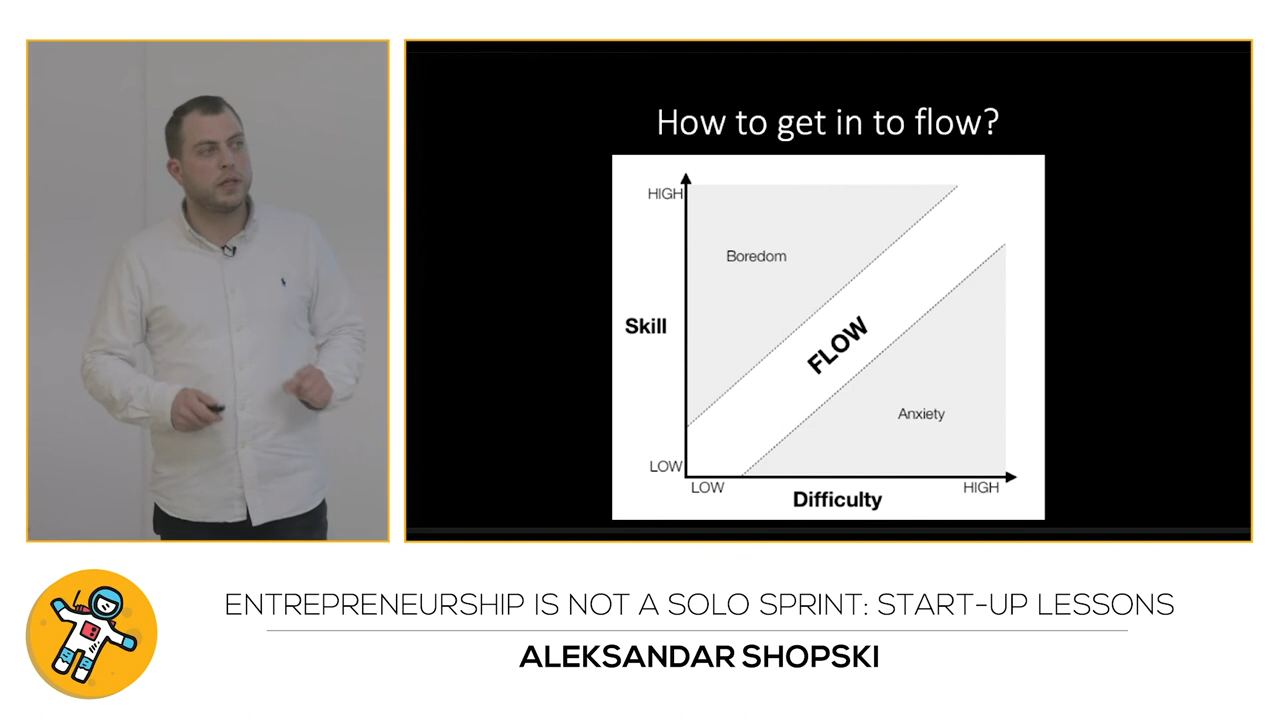 How to get in to flow?
HIGH
Boredom
Skill
FLOW
Anxiety
LOW
LOW
HIGH
Difficulty
ENTREPRENEURSHIP IS NOT A SOLO SPRINT: START-UP LESSONS
ALEKSANDAR SHOPSKI